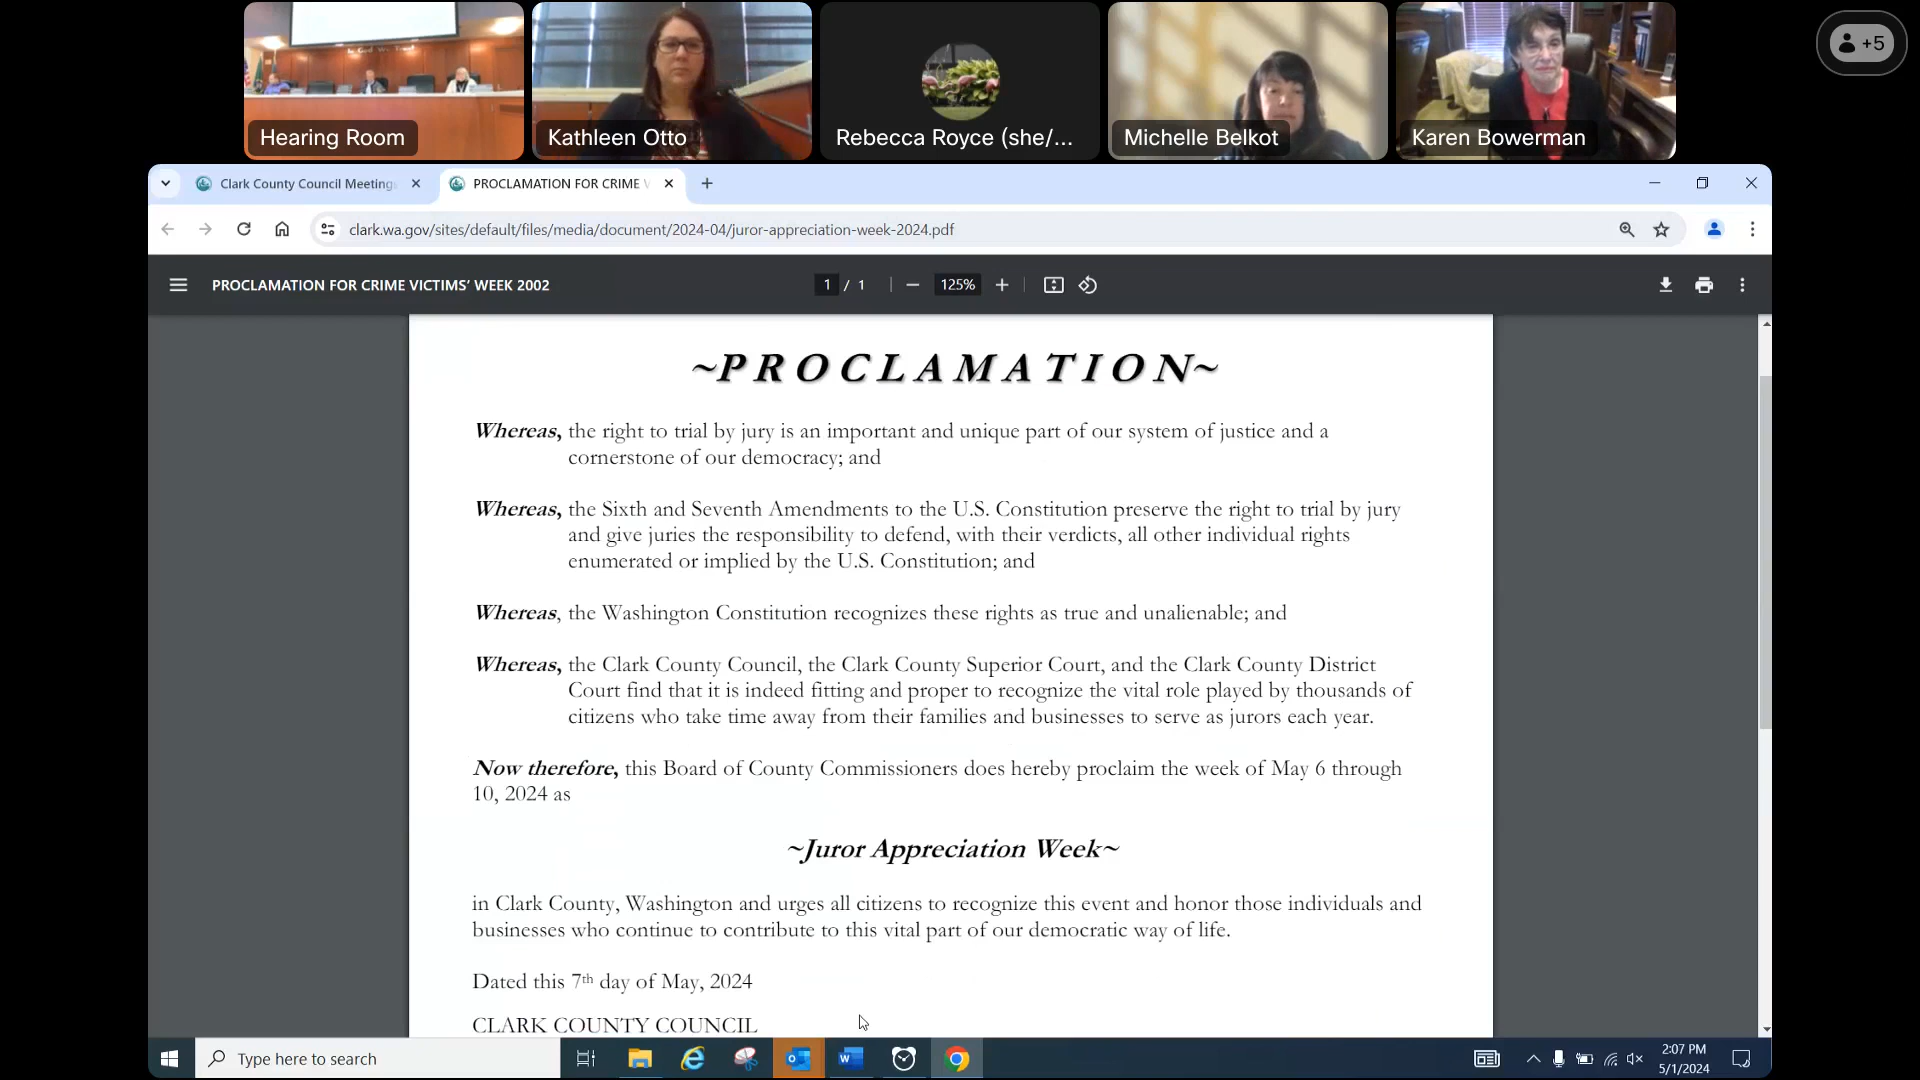 In God We Trust
+5
Hearing Room
Kathleen Otto
Rebecca Royce (she/...
Michelle Belkot
Karen Bowerman
Clark County Council Meetings
PROCLAMATION FOR CRIME V
clark.wa.gov/sites/default/files/media/document/2024-04/juror-appreciation-week-2024.pdf
PROCLAMATION FOR CRIME VICTIMS' WEEK 2002
1 / 1
125%
~PROCLAMATION~
Whereas, the right to trial by jury is an important and unique part of our system of justice and a
cornerstone of our democracy; and
Whereas, the Sixth and Seventh Amendments to the U.S. Constitution preserve the right to trial by jury
and give juries the responsibility to defend, with their verdicts, all other individual rights
enumerated or implied by the U.S. Constitution; and
Whereas, the Washington Constitution recognizes these rights as true and unalienable; and
Whereas, the Clark County Council, the Clark County Superior Court, and the Clark County District
Court find that it is indeed fitting and proper to recognize the vital role played by thousands of
citizens who take time away from their families and businesses to serve as jurors each year.
Now therefore, this Board of County Commissioners does hereby proclaim the week of May 6 through
10, 2024 as
~Juror Appreciation Week~
in Clark County, Washington and urges all citizens to recognize this event and honor those individuals and
businesses who continue to contribute to this vital part of our democratic way of life.
Dated this 7th day of May, 2024
CLARK COUNTY COUNCIL
Type here to search
2:07 PM
5/1/2024